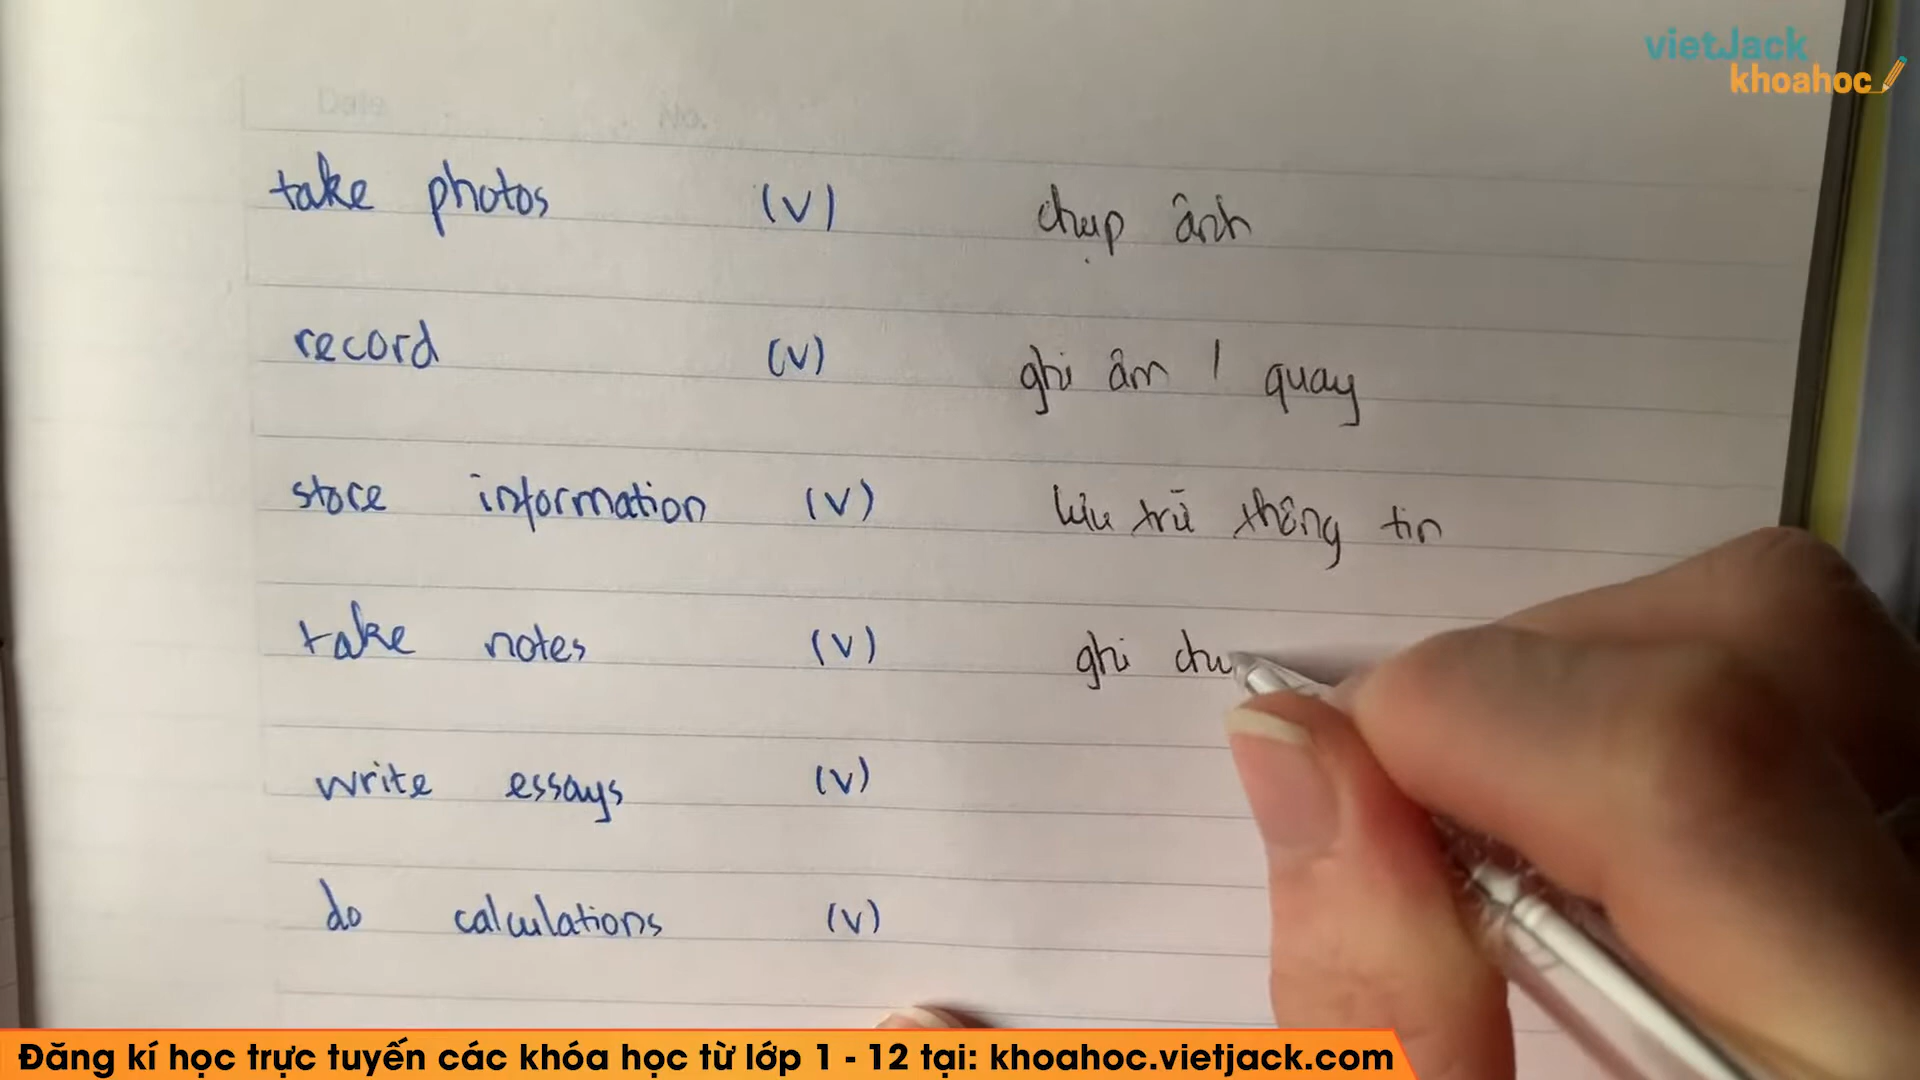 vietJack
khoahoc
Date No.
take photos (v) chụp ảnh
record (v) ghi âm / quay
store information (v) lưu trữ thông tin
take notes (v) ghi chu
write essays (v)
do calculations (v)
Đăng kí học trực tuyến các khóa học từ lớp 1 - 12 tại: khoahoc.vietjack.com